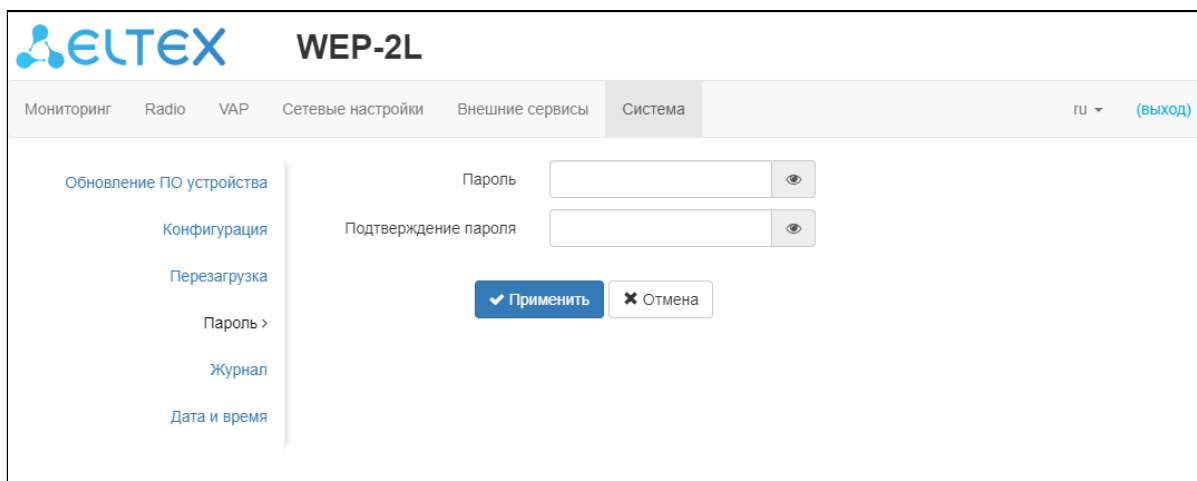 ELTEX WEP-2L
Мониторинг Radio VAP Сетевые настройки Внешние сервисы Система ru (выход)
Обновление ПО устройства
Конфигурация
Перезагрузка
Пароль >
Журнал
Дата и время
Пароль
Подтверждение пароля
Применить Отмена